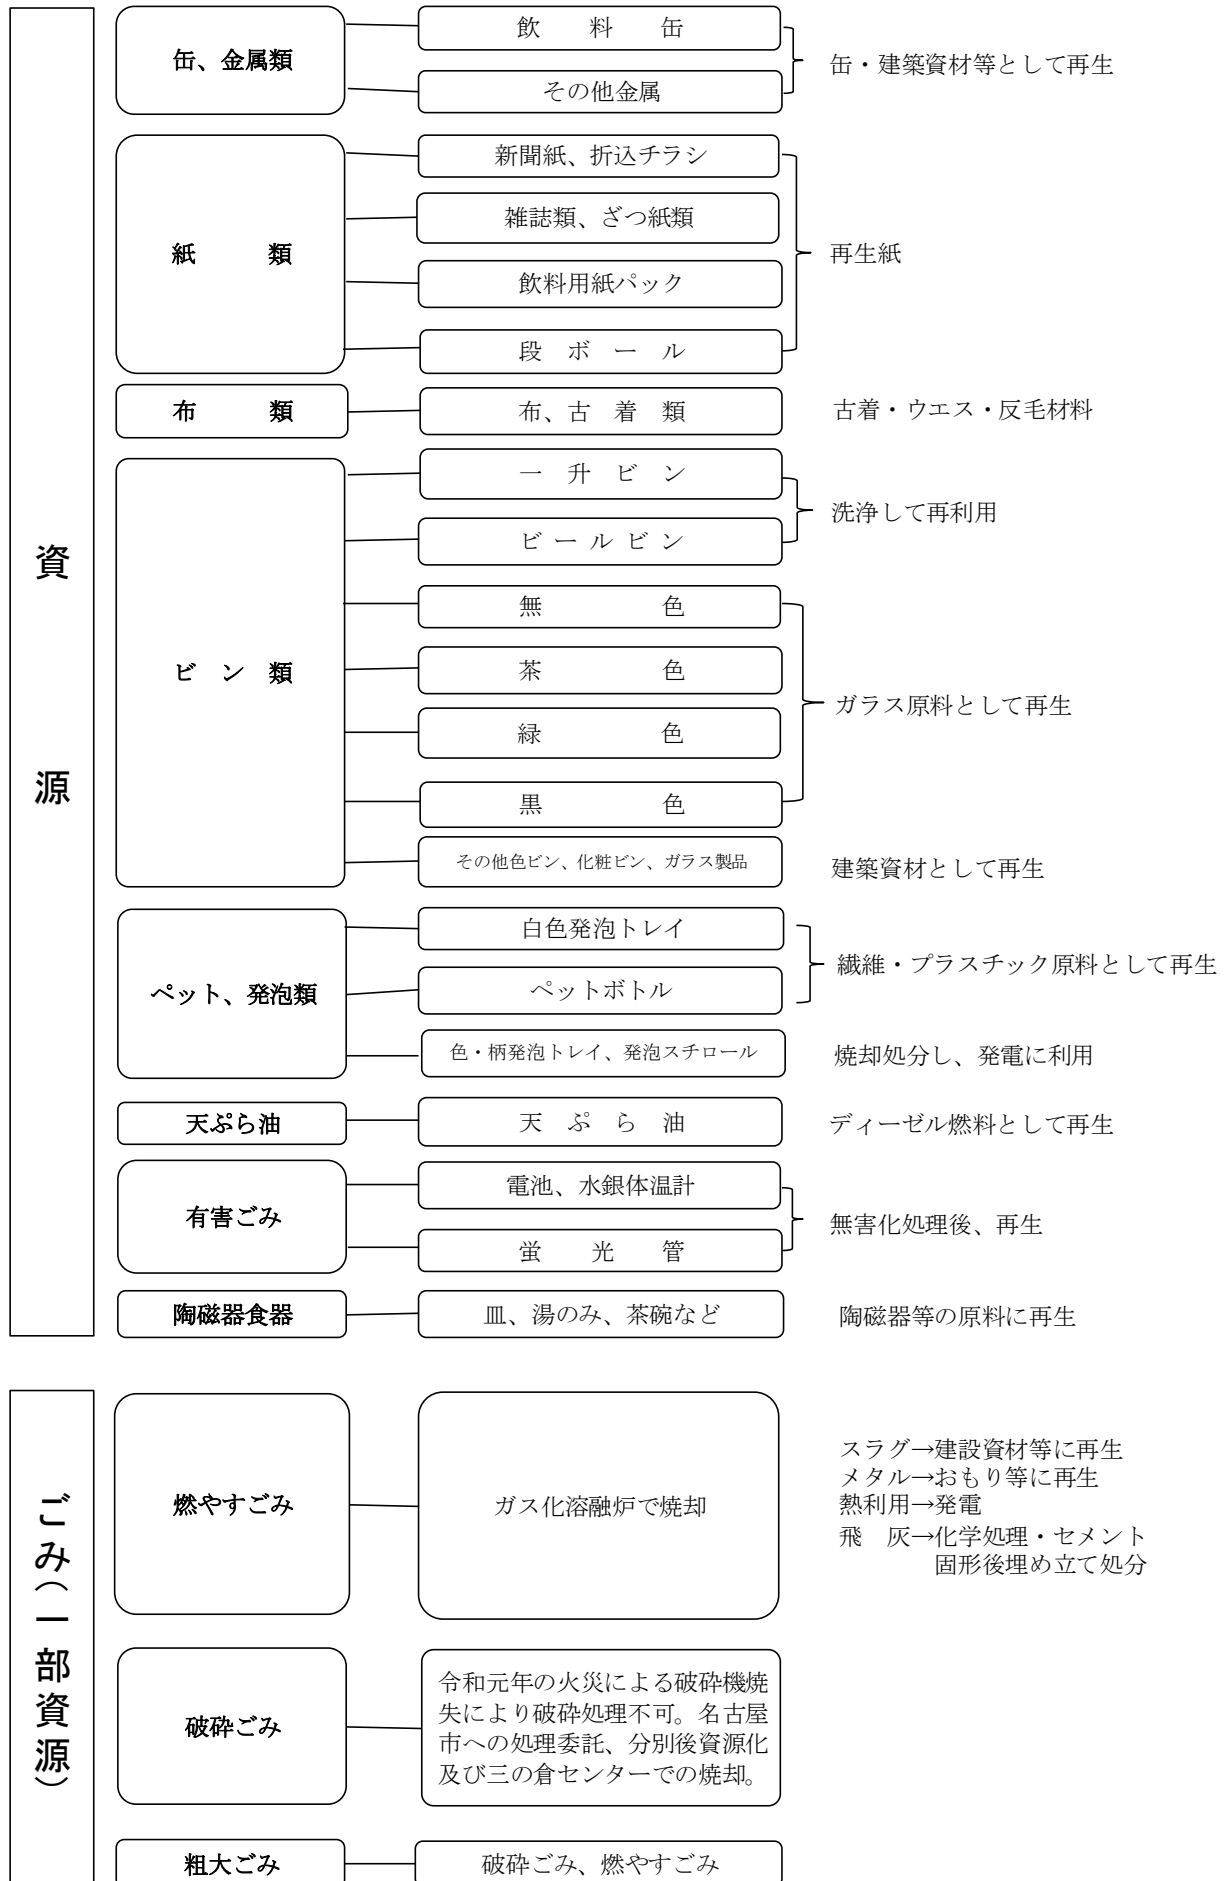 資源
缶、金属類
飲料缶
その他金属
缶・建築資材等として再生
紙類
新聞紙、折込チラシ
雑誌類、ざつ紙類
飲料用紙パック
段ボール
再生紙
布類
布、古着類
古着・ウエス・反毛材料
ビン類
一升ビン
ビールビン
洗浄して再利用
無色
茶色
緑色
黒色
ガラス原料として再生
その他色ビン、化粧ビン、ガラス製品
建築資材として再生
ペット、発泡類
白色発泡トレイ
ペットボトル
繊維・プラスチック原料として再生
色・柄発泡トレイ、発泡スチロール
焼却処分し、発電に利用
天ぷら油
天ぷら油
ディーゼル燃料として再生
有害ごみ
電池、水銀体温計
蛍光管
無害化処理後、再生
陶磁器食器
皿、湯のみ、茶碗など
陶磁器等の原料に再生
ごみ(一部資源)
燃やすごみ
ガス化溶融炉で焼却
スラグ→建設資材等に再生
メタル→おもり等に再生
熱利用→発電
飛　灰→化学処理・セメント
固形後埋め立て処分
破砕ごみ
令和元年の火災による破砕機焼
失により破砕処理不可。名古屋
市への処理委託、分別後資源化
及び三の倉センターでの焼却。
粗大ごみ
破砕ごみ、燃やすごみ